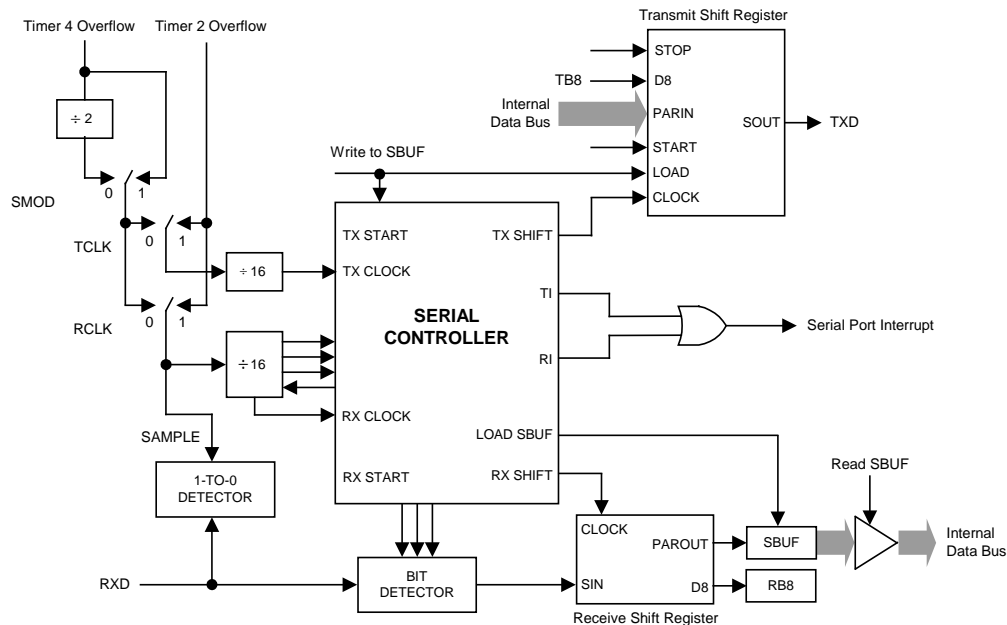 Transmit Shift Register
Timer 4 Overflow
Timer 2 Overflow
STOP
TB8
D8
÷ 2
Internal
Data Bus
PARIN
SOUT
TXD
START
Write to SBUF
LOAD
CLOCK
SMOD
0
1
TX START
TX SHIFT
TCLK
0
1
÷ 16
TX CLOCK
TI
SERIAL
CONTROLLER
Serial Port Interrupt
RCLK
0
1
÷ 16
RI
RX CLOCK
SAMPLE
LOAD SBUF
1-TO-0
DETECTOR
RX START
RX SHIFT
Read SBUF
CLOCK
PAROUT
SBUF
Internal
Data Bus
RXD
BIT
DETECTOR
SIN
D8
RB8
Receive Shift Register